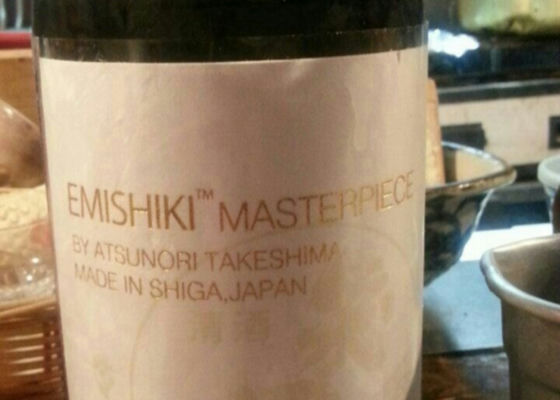 EMISHIKI™ MASTERPIECE
BY ATSUNORI TAKESHIMA
MADE IN SHIGA,JAPAN